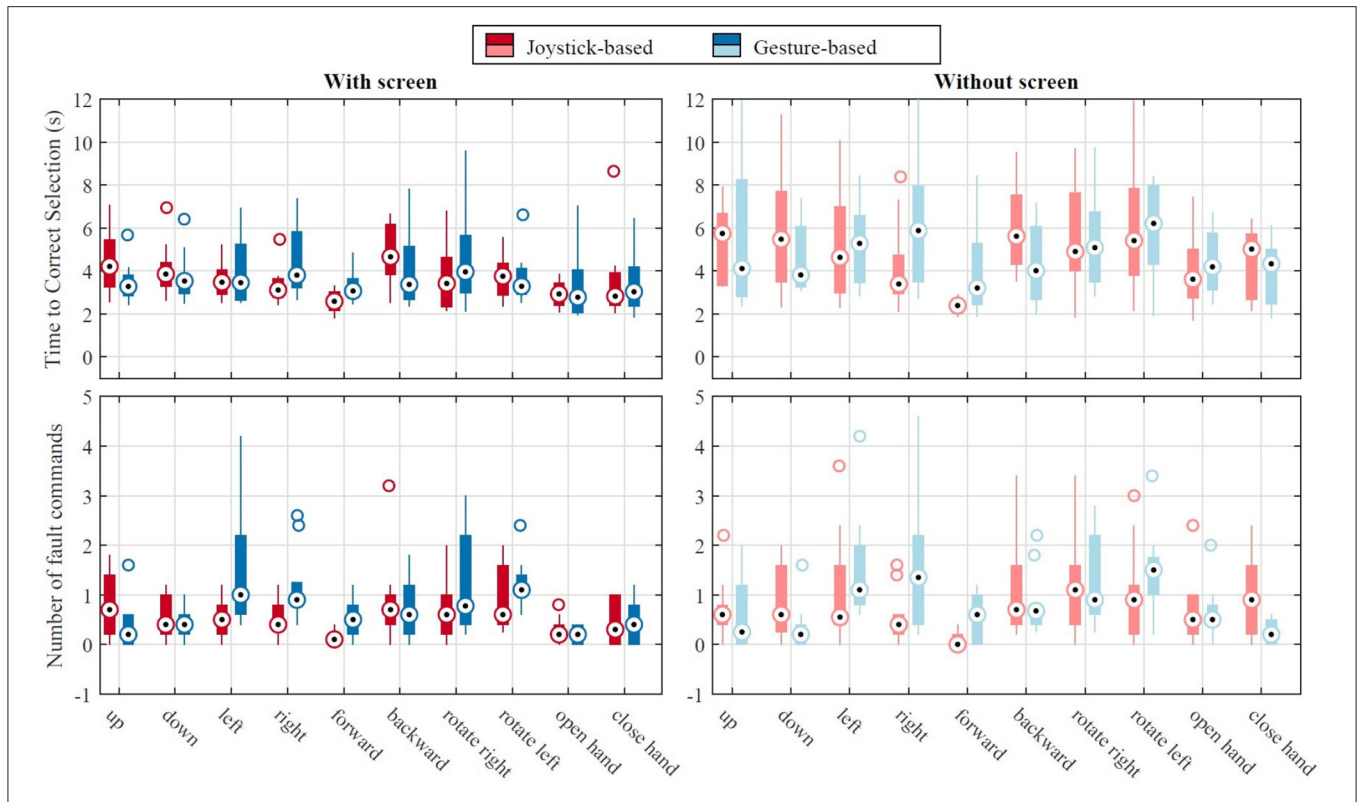 Joystick-based Gesture-based
With screen Without screen
Time to Correct Selection (s)
12 12
10 10
8 8
6 6
4 4
2 2
0 0
Number of fault commands
5 5
4 4
3 3
2 2
1 1
0 0
-1 -1
up down left right forward backward rotate right rotate left open hand close hand up down left right forward backward rotate right rotate left open hand close hand